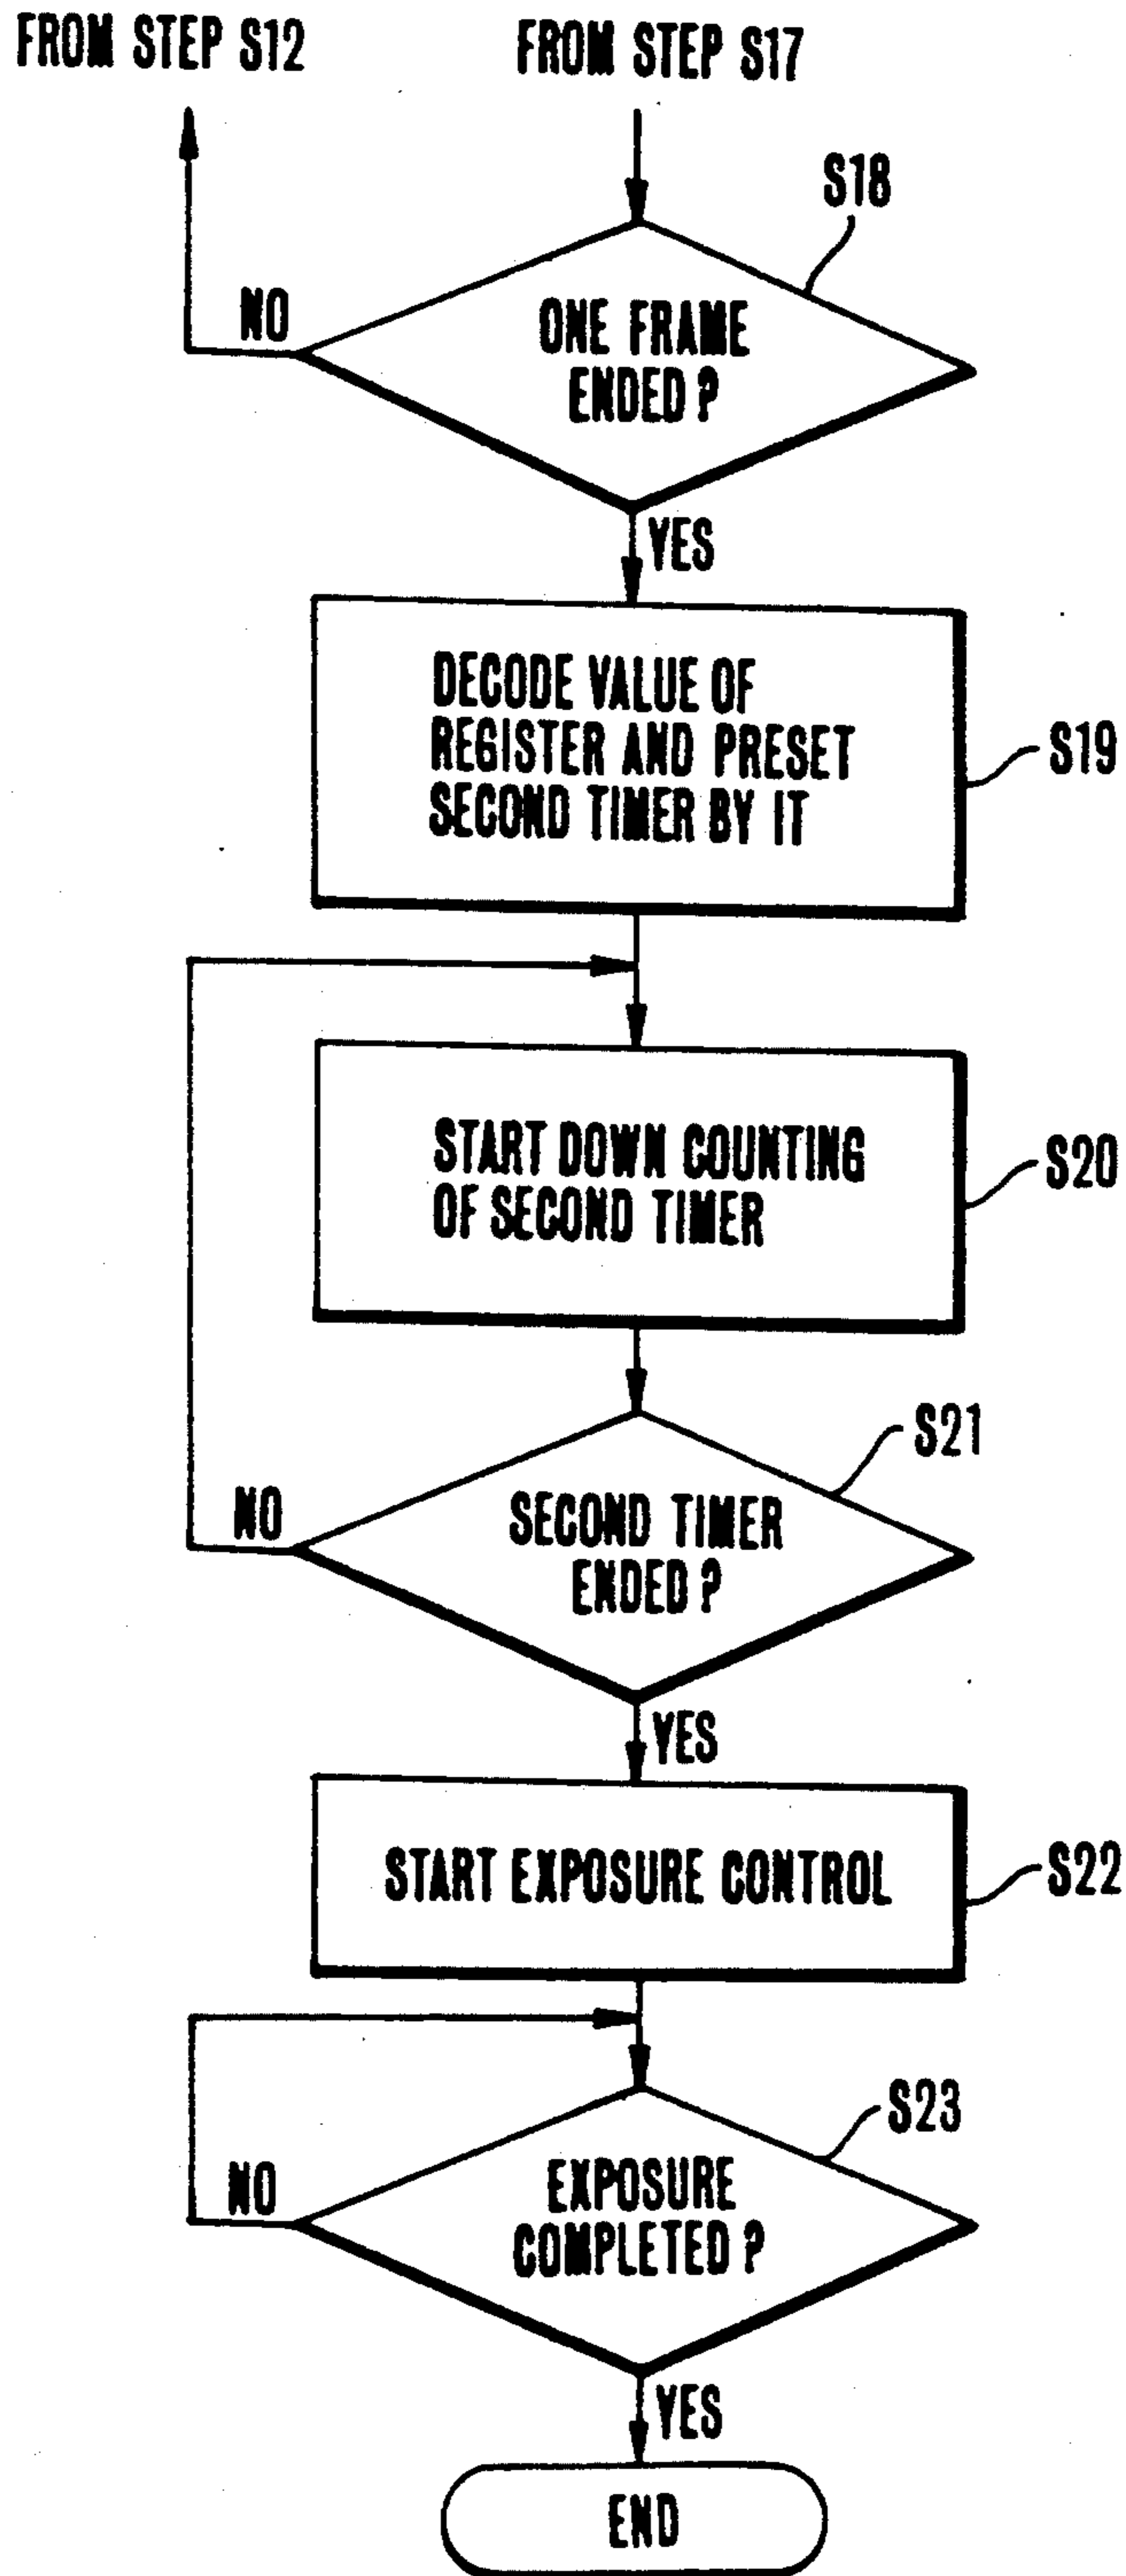 FROM STEP S12
FROM STEP S17
S18
NO
ONE FRAME
ENDED?
YES
DECODE VALUE OF
REGISTER AND PRESET
SECOND TIMER BY IT
S19
START DOWN COUNTING
OF SECOND TIMER
S20
S21
NO
SECOND TIMER
ENDED?
YES
START EXPOSURE CONTROL
S22
S23
NO
EXPOSURE
COMPLETED?
YES
END